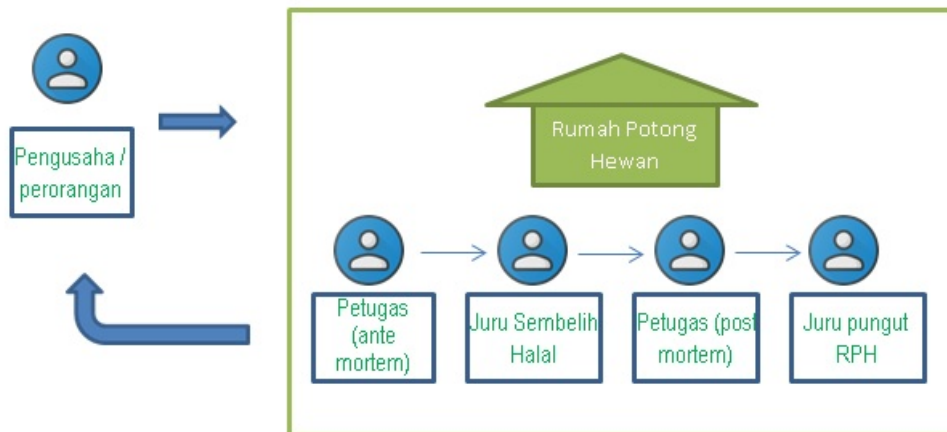 Pengusaha /
perorangan
Rumah Potong
Hewan
Petugas
(ante
mortem)
Juru Sembelih
Halal
Petugas (post
mortem)
Juru pungut
RPH